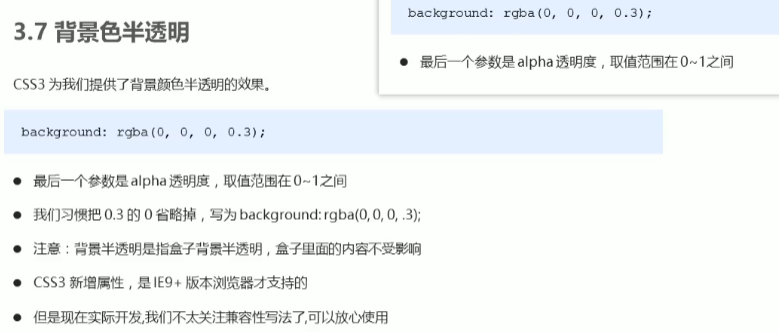 3.7 背景色半透明
CSS3 为我们提供了背景颜色半透明的效果。
background: rgba(0, 0, 0, 0.3);
● 最后一个参数是 alpha 透明度，取值范围在 0~1之间
● 我们习惯把 0.3 的 0 省略掉，写为 background: rgba(0, 0, 0, .3);
● 注意：背景半透明是指盒子背景半透明，盒子里面的内容不受影响
● CSS3 新增属性，是 IE9+ 版本浏览器才支持的
● 但是现在实际开发,我们不太关注兼容性写法了,可以放心使用
background: rgba(0, 0, 0, 0.3);
● 最后一个参数是 alpha 透明度，取值范围在 0~1之间